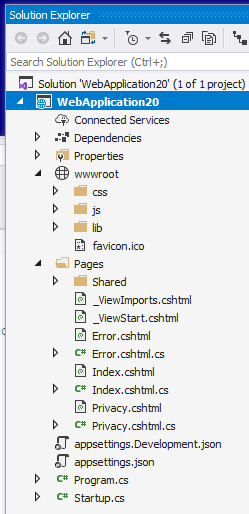 Solution Explorer
Search Solution Explorer (Ctrl+;)
Solution 'WebApplication20' (1 of 1 project)
WebApplication20
Connected Services
Dependencies
Properties
wwwroot
css
js
lib
favicon.ico
Pages
Shared
_ViewImports.cshtml
_ViewStart.cshtml
Error.cshtml
C# Error.cshtml.cs
Index.cshtml
C# Index.cshtml.cs
Privacy.cshtml
C# Privacy.cshtml.cs
appsettings.Development.json
appsettings.json
C# Program.cs
C# Startup.cs